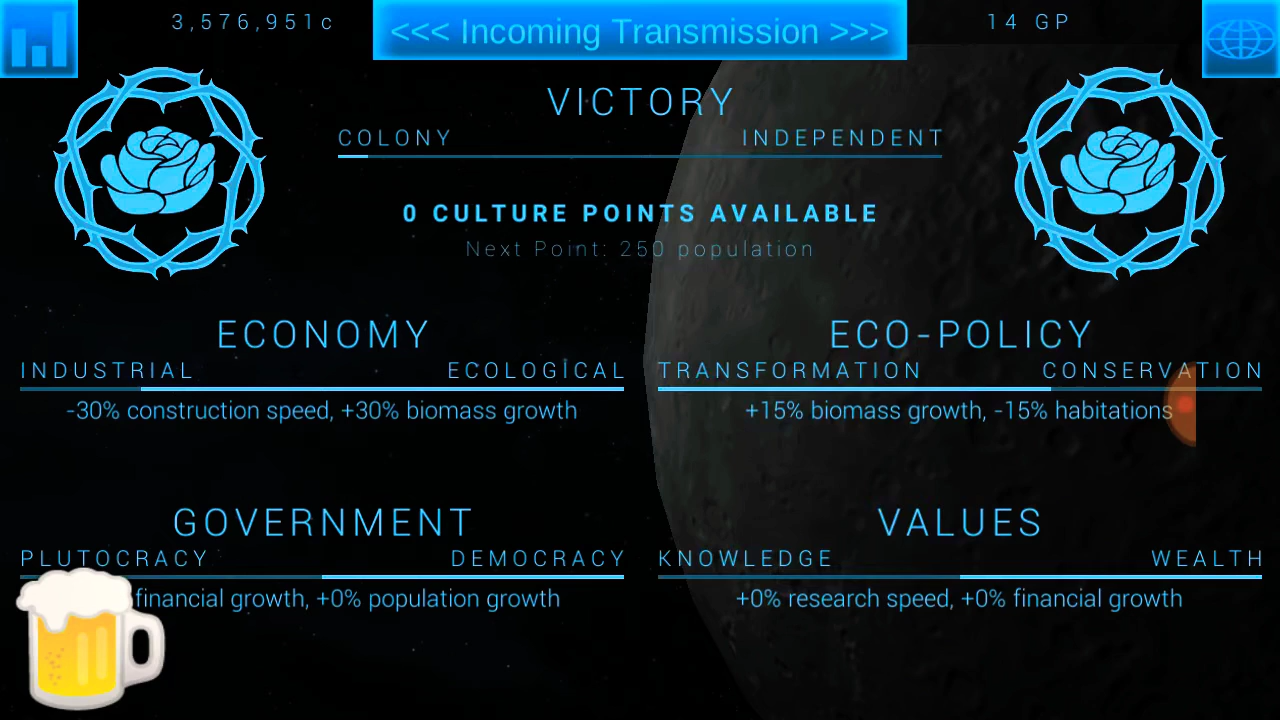 3,576,951c
<<< Incoming Transmission >>>
14 GP
VICTORY
COLONY
INDEPENDENT
0 CULTURE POINTS AVAILABLE
Next Point: 250 population
ECONOMY
INDUSTRIAL
ECOLOGICAL
-30% construction speed, +30% biomass growth
ECO-POLICY
TRANSFORMATION
CONSERVATION
+15% biomass growth, -15% habitations
GOVERNMENT
PLUTOCRACY
DEMOCRACY
financial growth, +0% population growth
VALUES
KNOWLEDGE
WEALTH
+0% research speed, +0% financial growth